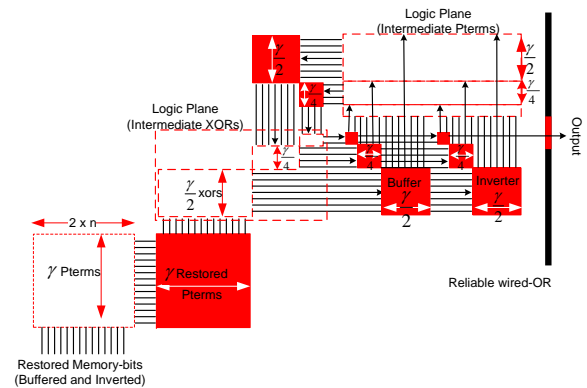 Logic Plane
(Intermediate Pterms)
γ/2
γ/2
γ/4
γ/4
Logic Plane
(Intermediate XORs)
Output
γ/4
γ/4
γ/4
γ/2 xors
Buffer
γ/2
Inverter
γ/2
2 x n
γ Pterms
γ Restored
Pterms
Reliable wired-OR
Restored Memory-bits
(Buffered and Inverted)